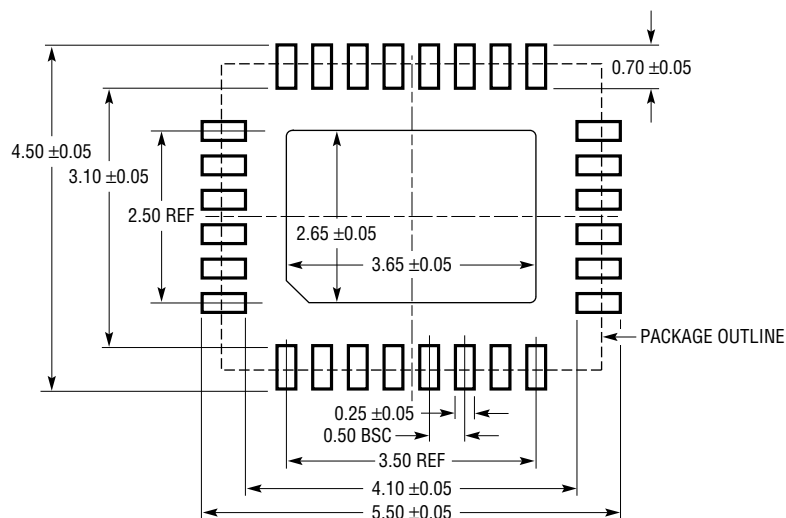 0.70 ±0.05
4.50 ±0.05
3.10 ±0.05
2.50 REF
2.65 ±0.05
3.65 ±0.05
PACKAGE OUTLINE
0.25 ±0.05
0.50 BSC
3.50 REF
4.10 ±0.05
5.50 ±0.05